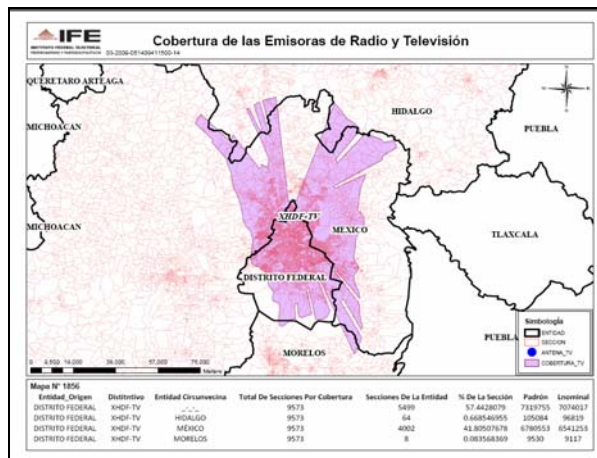 IFE
INSTITUTO FEDERAL ELECTORAL
Cobertura de las Emisoras de Radio y Televisión
QUERETARO ARTEAGA
HIDALGO
MICHOACAN
PUEBLA
XHDF-TV
MEXICO
MICHOACAN
TLAXCALA
DISTRITO FEDERAL
PUEBLA
MORELOS
Simbología
ENTIDAD
SECCION
ANTENA_TV
COBERTURA_TV
Meters
Mapa N° 1856
Entidad_Origen Distintivo Entidad Circunvecina Total De Secciones Por Cobertura Secciones De La Entidad % De La Sección Padrón Lnominal
DISTRITO FEDERAL XHDF-TV _-_-_ 9573 5499 57.4428079 7319755 7074017
DISTRITO FEDERAL XHDF-TV HIDALGO 9573 64 0.668546955 105084 96819
DISTRITO FEDERAL XHDF-TV MÉXICO 9573 4002 41.80507678 6780553 6541253
DISTRITO FEDERAL XHDF-TV MORELOS 9573 8 0.083568369 9530 9117